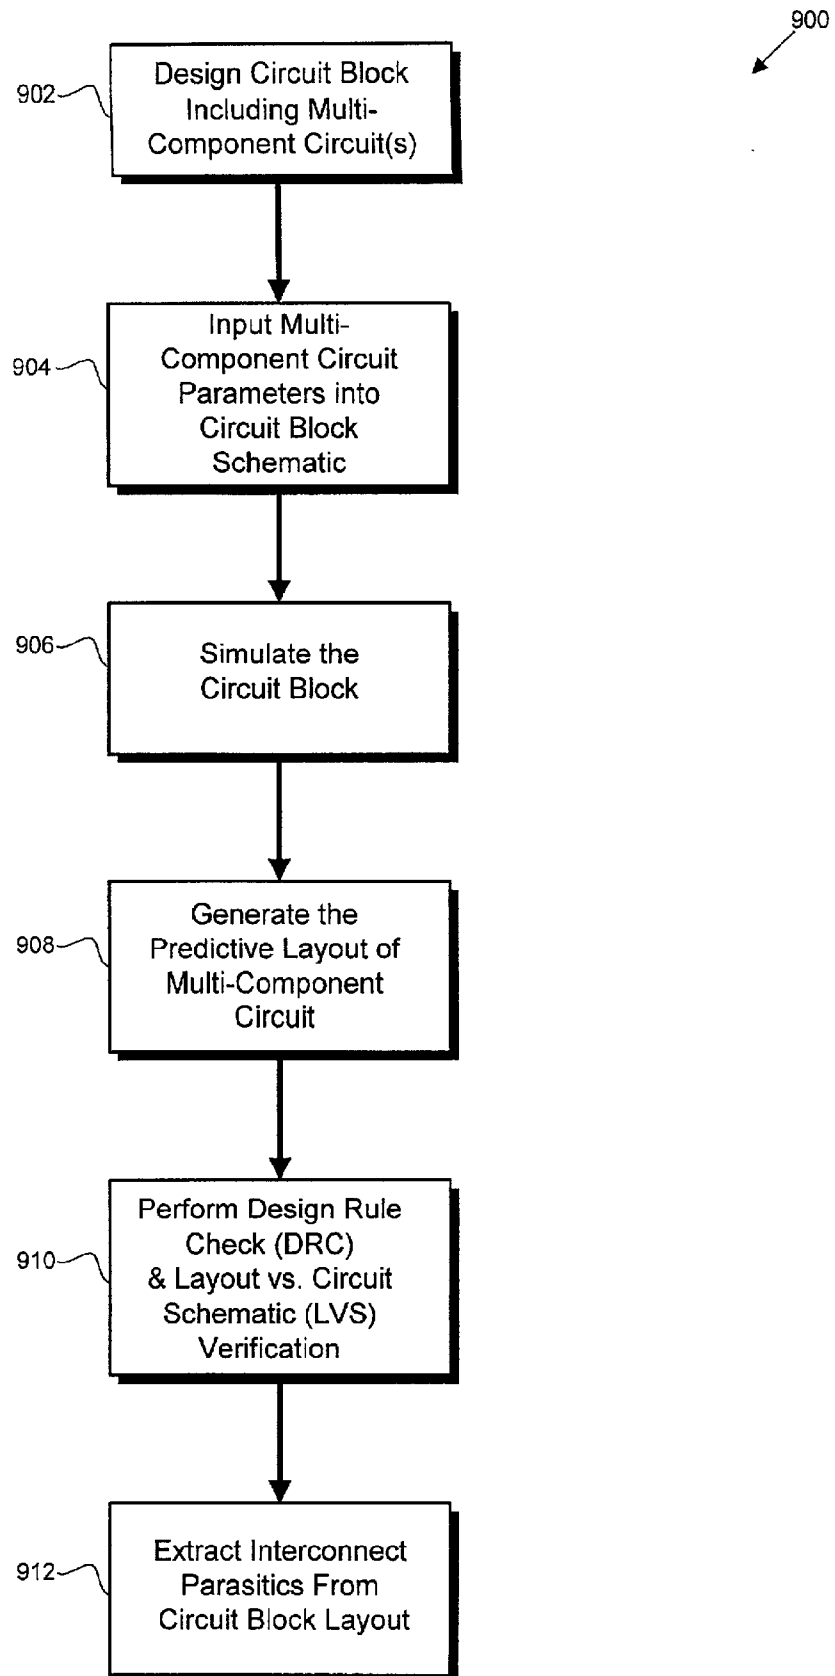 900
902
Design Circuit Block
Including Multi-
Component Circuit(s)
904
Input Multi-
Component Circuit
Parameters into
Circuit Block
Schematic
906
Simulate the
Circuit Block
908
Generate the
Predictive Layout of
Multi-Component
Circuit
910
Perform Design Rule
Check (DRC)
& Layout vs. Circuit
Schematic (LVS)
Verification
912
Extract Interconnect
Parasitics From
Circuit Block Layout